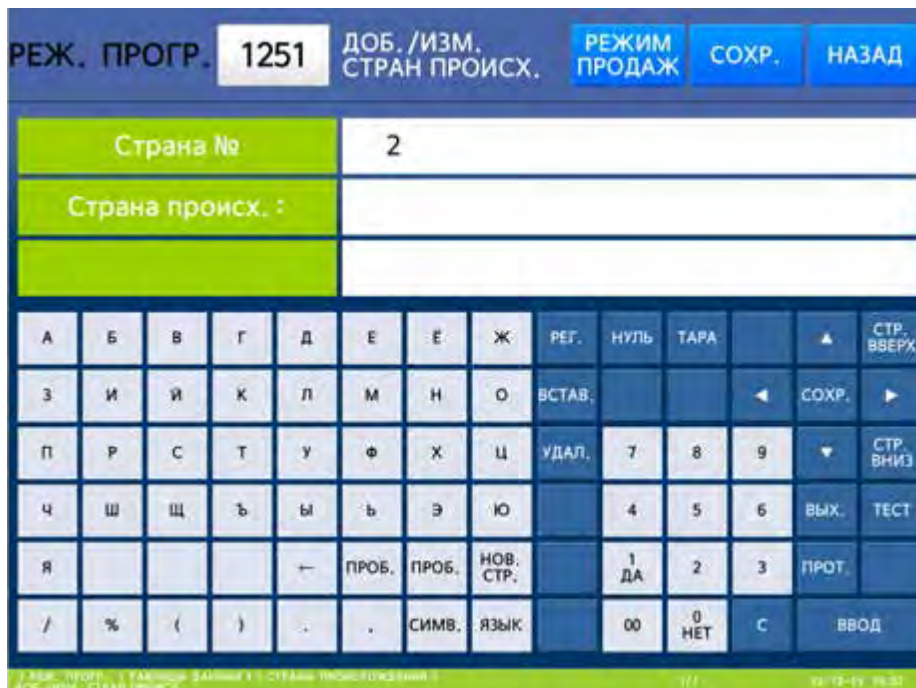 РЕЖ. ПРОГР. 1251 ДОБ./ИЗМ. СТРАН ПРОИСХ. РЕЖИМ ПРОДАЖ СОХР. НАЗАД
Страна № 2
Страна происх. :
А Б В Г Д Е Ё Ж РЕГ. НУЛЬ ТАРА ▲ СТР. ВВЕРХ
З И Й К Л М Н О ВСТАВ. ◀ СОХР. ▶
П Р С Т У Ф Х Ц УДАЛ. 7 8 9 ▼ СТР. ВНИЗ
Ч Ш Щ Ъ Ы Ь Э Ю 4 5 6 ВЫХ. ТЕСТ
Я ← ПРОБ. ПРОБ. НОВ. СТР. 1 ДА 2 3 ПРОТ.
/ % ( ) . СИМВ. ЯЗЫК 00 0 НЕТ C ВВОД